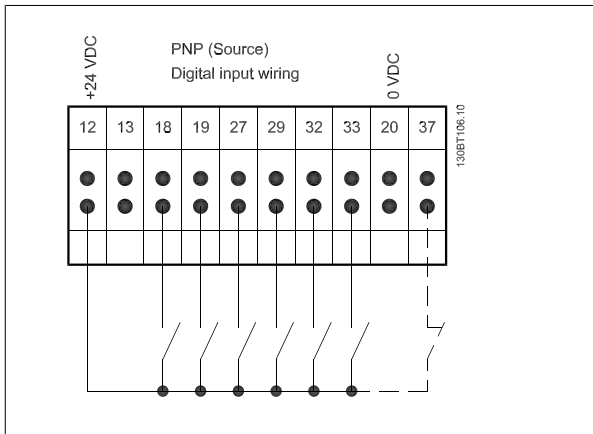 PNP (Source)
Digital input wiring
+24 VDC
0 VDC
12 13 18 19 27 29 32 33 20 37
130BT106.10